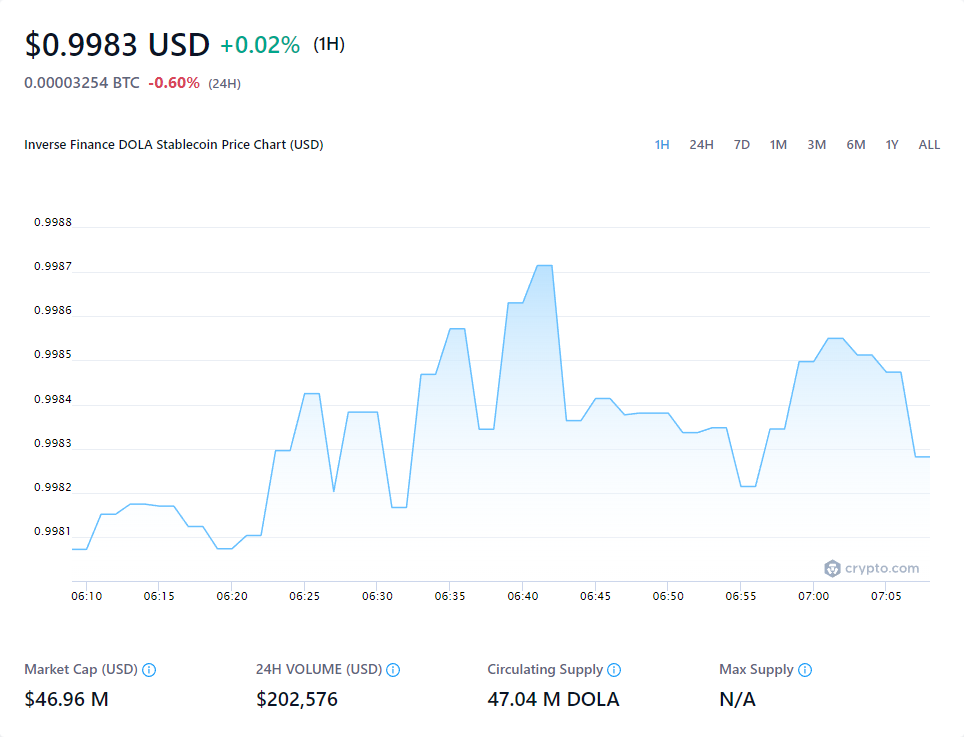 $0.9983 USD +0.02% (1H)
0.00003254 BTC -0.60% (24H)
Inverse Finance DOLA Stablecoin Price Chart (USD) 1H 24H 7D 1M 3M 6M 1Y ALL
0.9988
0.9987
0.9986
0.9985
0.9984
0.9983
0.9982
0.9981
crypto.com
06:10 06:15 06:20 06:25 06:30 06:35 06:40 06:45 06:50 06:55 07:00 07:05
Market Cap (USD) 24H VOLUME (USD) Circulating Supply Max Supply
$46.96 M $202,576 47.04 M DOLA N/A